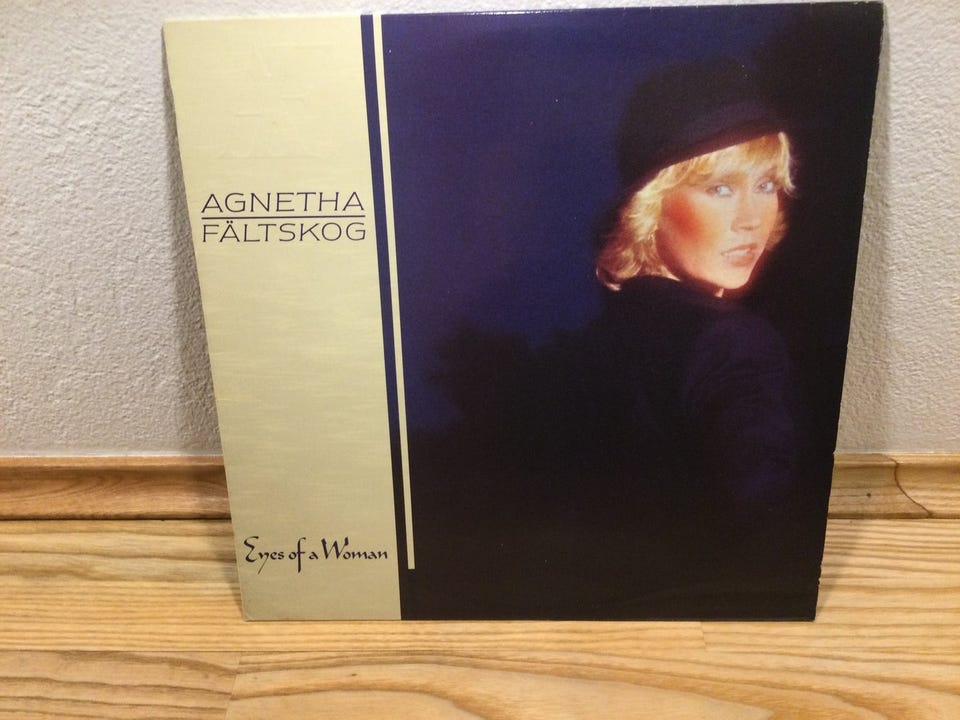 AGNETHA
FÄLTSKOG
Eyes of a Woman